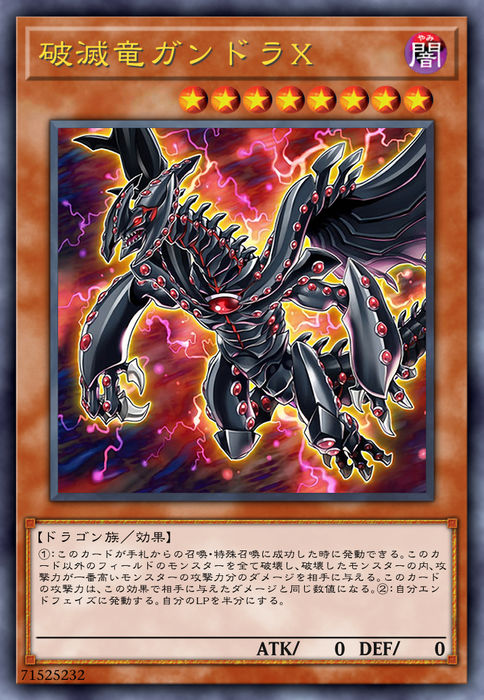 破滅竜ガンドラX
やみ
闇
【ドラゴン族／効果】
①:このカードが手札からの召喚・特殊召喚に成功した時に発動できる。このカ
ード以外のフィールドのモンスターを全て破壊し、破壊したモンスターの内、攻
撃力が一番高いモンスターの攻撃力分のダメージを相手に与える。このカード
の攻撃力は、この効果で相手に与えたダメージと同じ数値になる。②:自分エン
ドフェイズに発動する。自分のLPを半分にする。
ATK/ 0 DEF/ 0
71525232